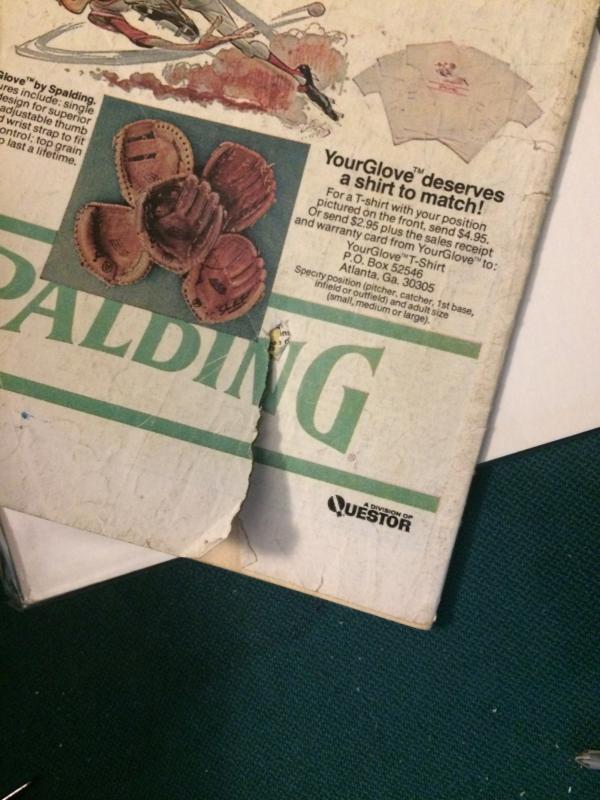 Glove™ by Spalding.
ures include: single
design for superior
adjustable thumb
d wrist strap to fit
ontrol; top grain
o last a lifetime.
YourGlove™ deserves
a shirt to match!
For a T-shirt with your position
pictured on the front, send $4.95.
Or send $2.95 plus the sales receipt
and warranty card from YourGlove™ to:
YourGlove™ T-Shirt
P.O. Box 52546
Atlanta, Ga. 30305
Specify position (pitcher, catcher, 1st base,
infield or outfield) and adult size
(small, medium or large).
SPALDING
®
A DIVISION OF
QUESTOR